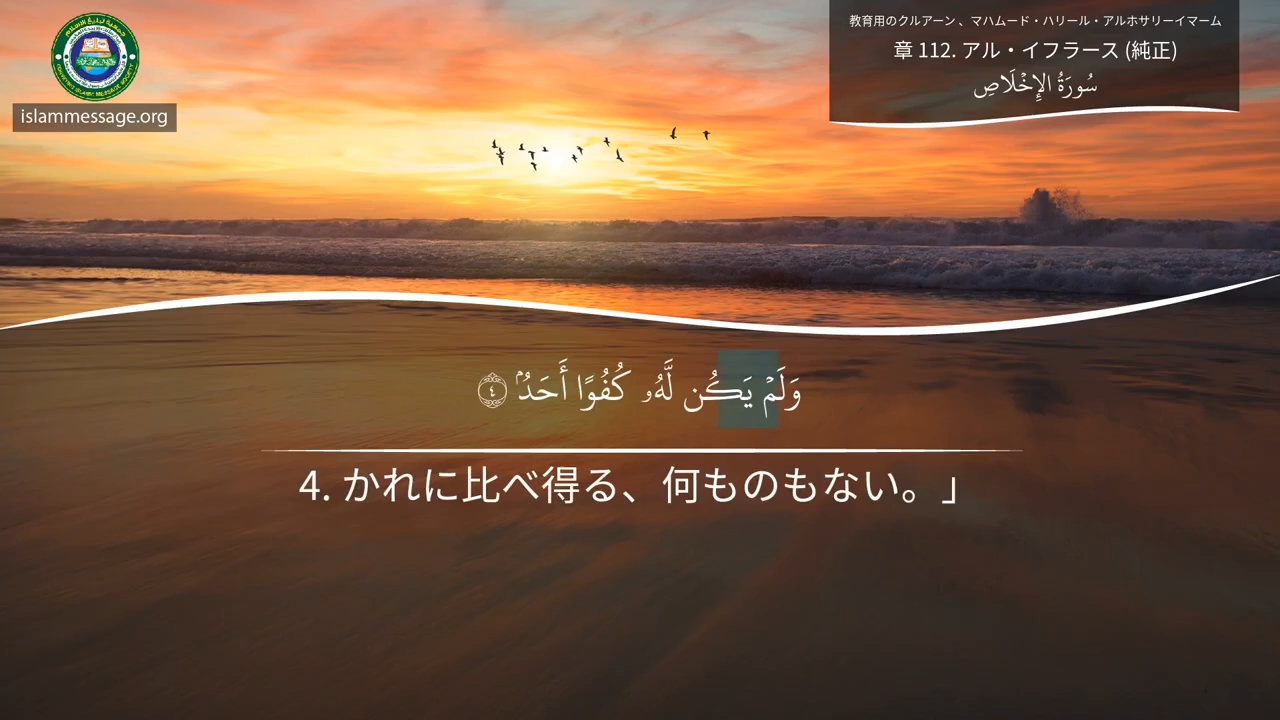 islammessage.org
教育用のクルアーン 、マハムード・ハリール・アルホサリーイマーム
章 112. アル・イフラース (純正)
سُورَةُ الإِخْلَاصِ
وَلَمْ يَكُن لَّهُۥ كُفُوًا أَحَدٌۢ ٤
4. かれに比べ得る、何ものもない。」